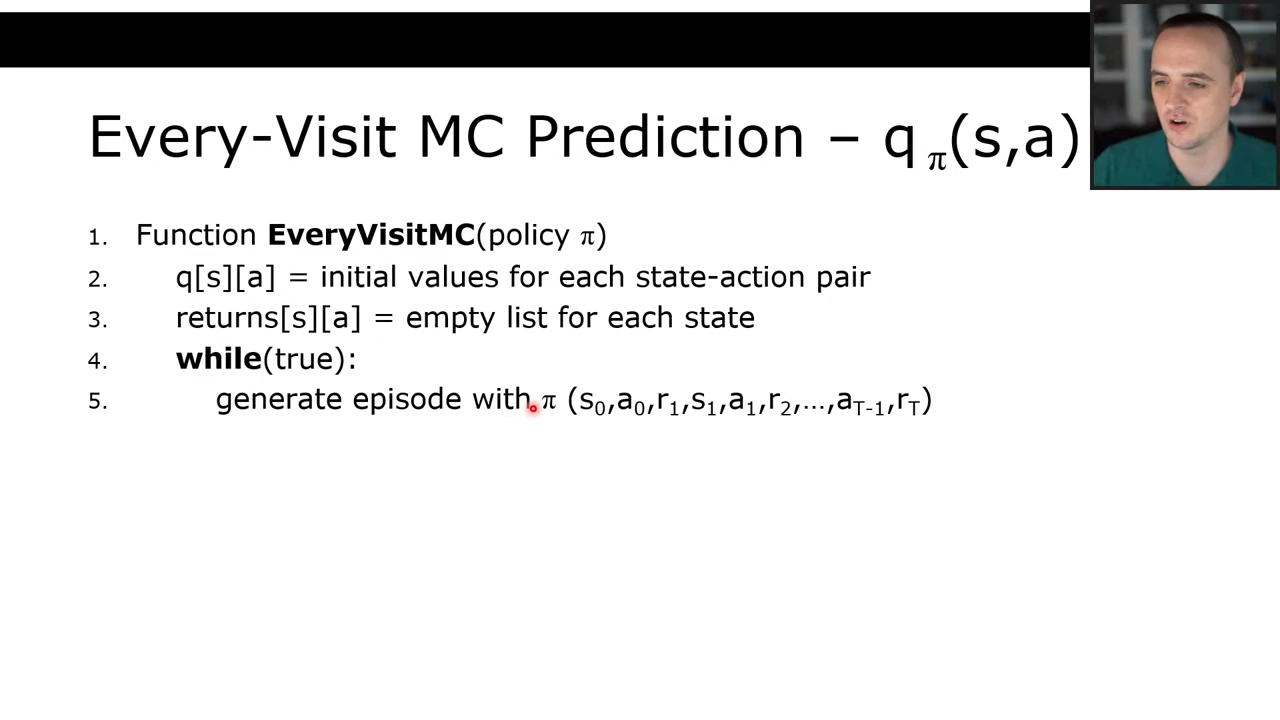 Every-Visit MC Prediction – q π(s,a)
1. Function EveryVisitMC(policy π)
2. q[s][a] = initial values for each state-action pair
3. returns[s][a] = empty list for each state
4. while(true):
5. generate episode with π (s0,a0,r1,s1,a1,r2,...,aT-1,rT)